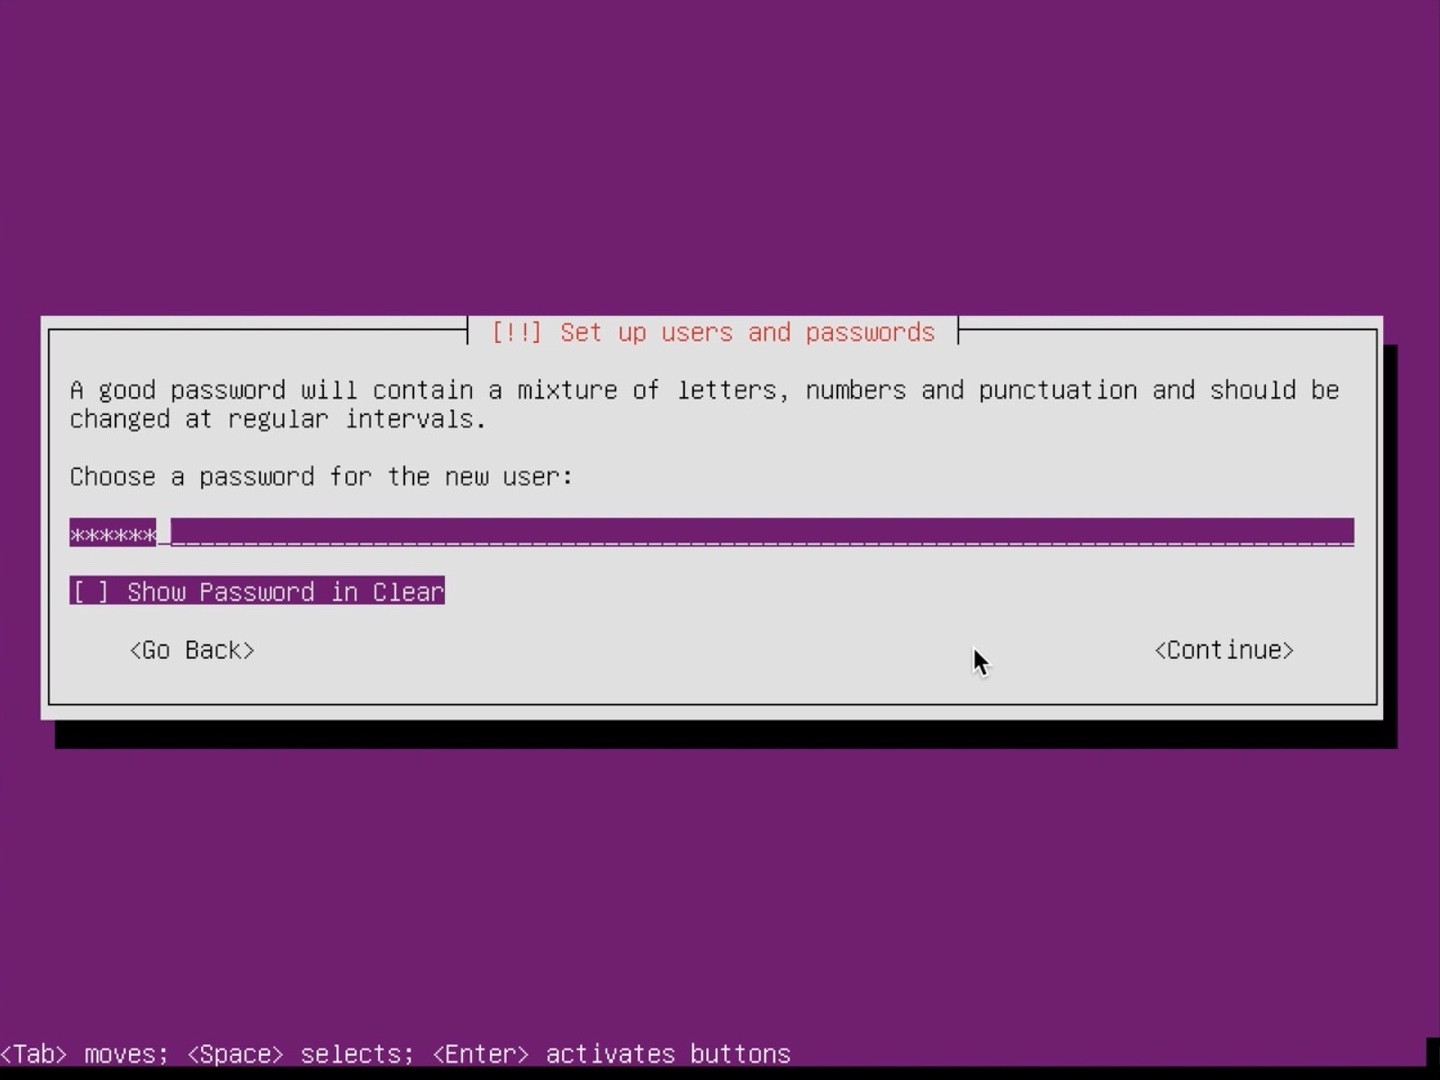 [!!] Set up users and passwords
A good password will contain a mixture of letters, numbers and punctuation and should be
changed at regular intervals.
Choose a password for the new user:
******
[ ] Show Password in Clear
<Go Back> <Continue>
<Tab> moves; <Space> selects; <Enter> activates buttons